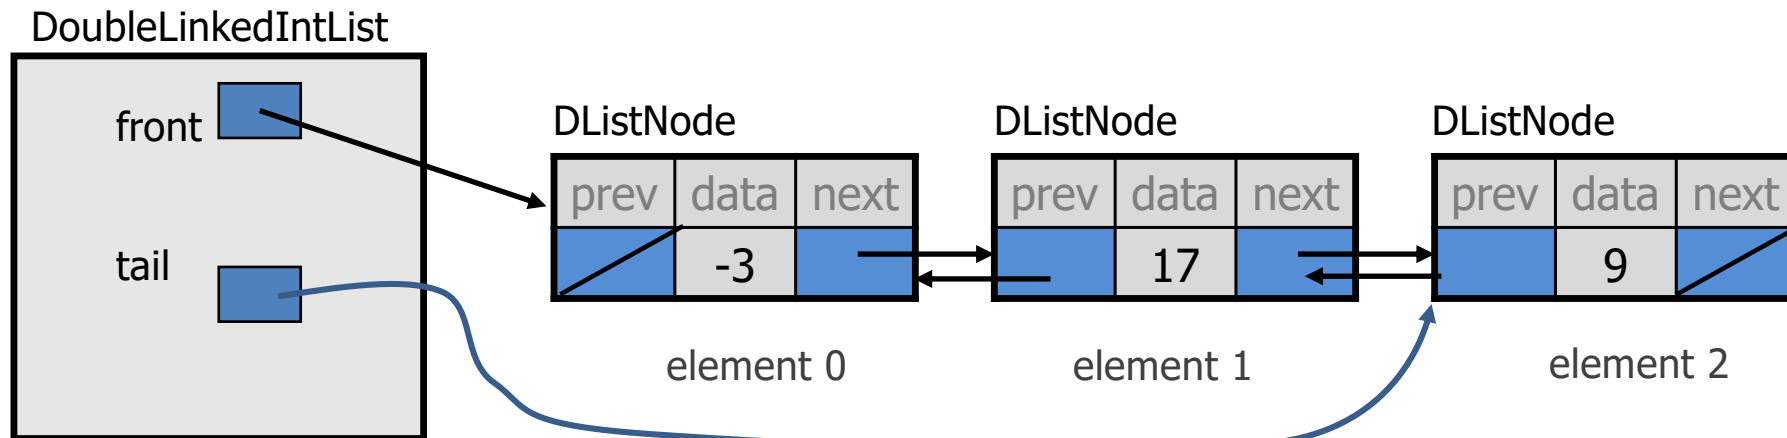 DoubleLinkedIntList
front
tail
DListNode
prev data next
-3
element 0
DListNode
prev data next
17
element 1
DListNode
prev data next
9
element 2